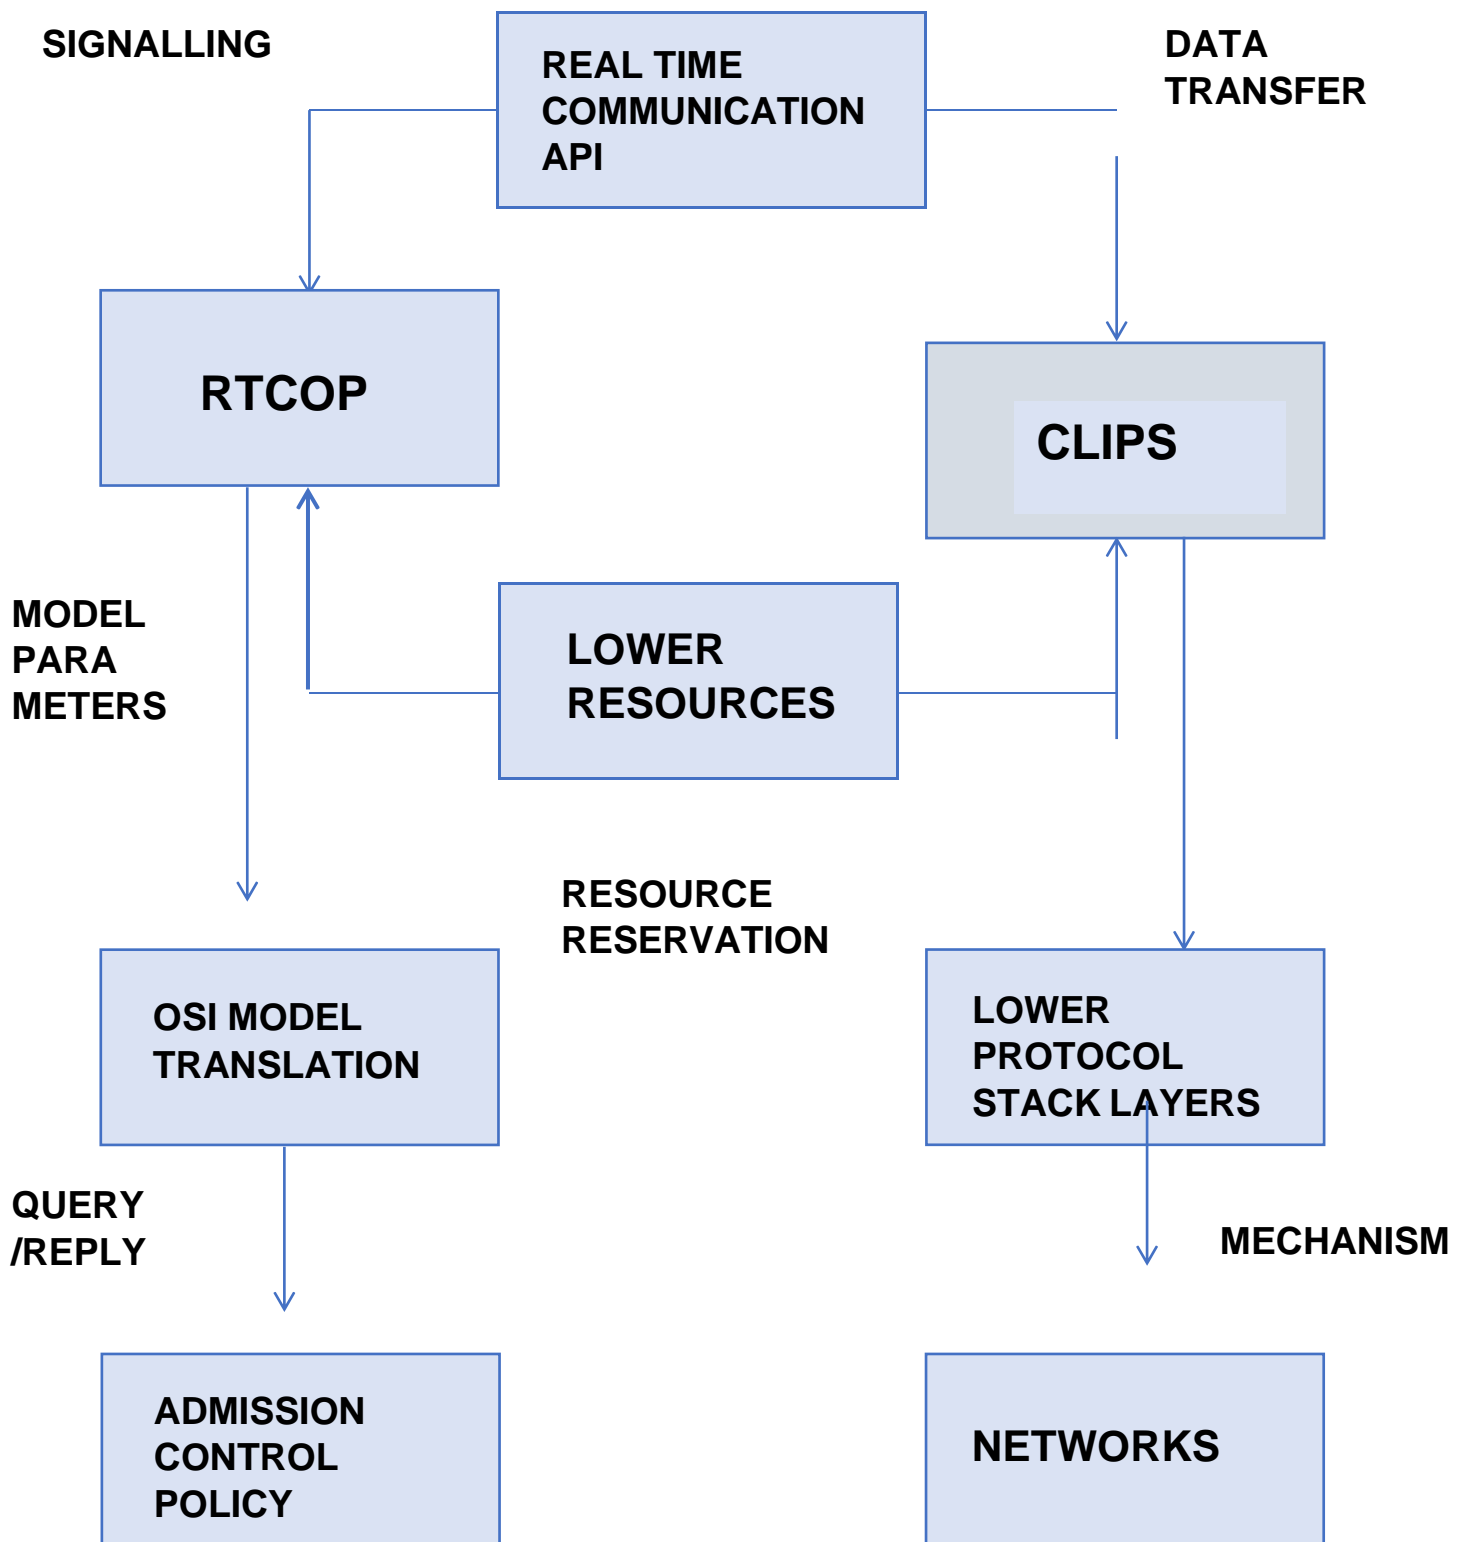 SIGNALLING
REAL TIME
COMMUNICATION
API
DATA
TRANSFER
RTCOP
CLIPS
MODEL
PARA
METERS
LOWER
RESOURCES
RESOURCE
RESERVATION
OSI MODEL
TRANSLATION
LOWER
PROTOCOL
STACK LAYERS
QUERY
/REPLY
MECHANISM
ADMISSION
CONTROL
POLICY
NETWORKS